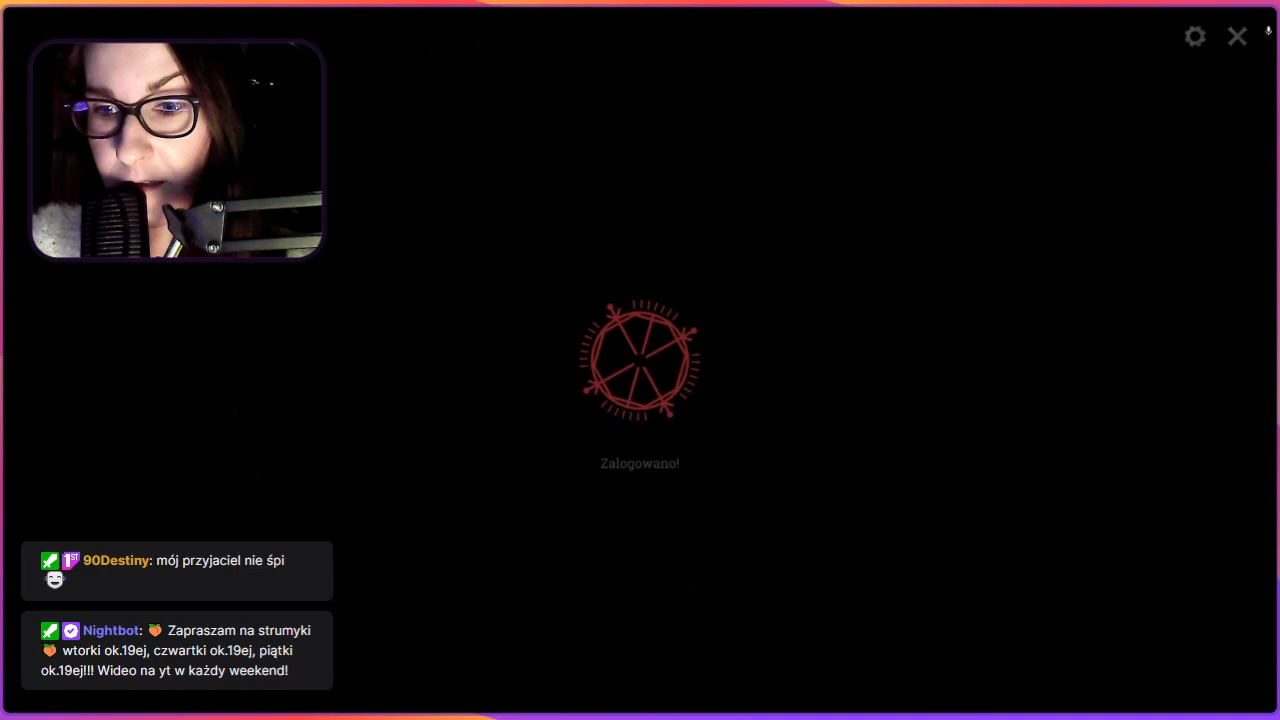 Zalogowano!
1ST 90Destiny: mój przyjaciel nie śpi
Nightbot: 🍑 Zapraszam na strumyki
🍑 wtorki ok.19ej, czwartki ok.19ej, piątki
ok.19ej!!! Wideo na yt w każdy weekend!